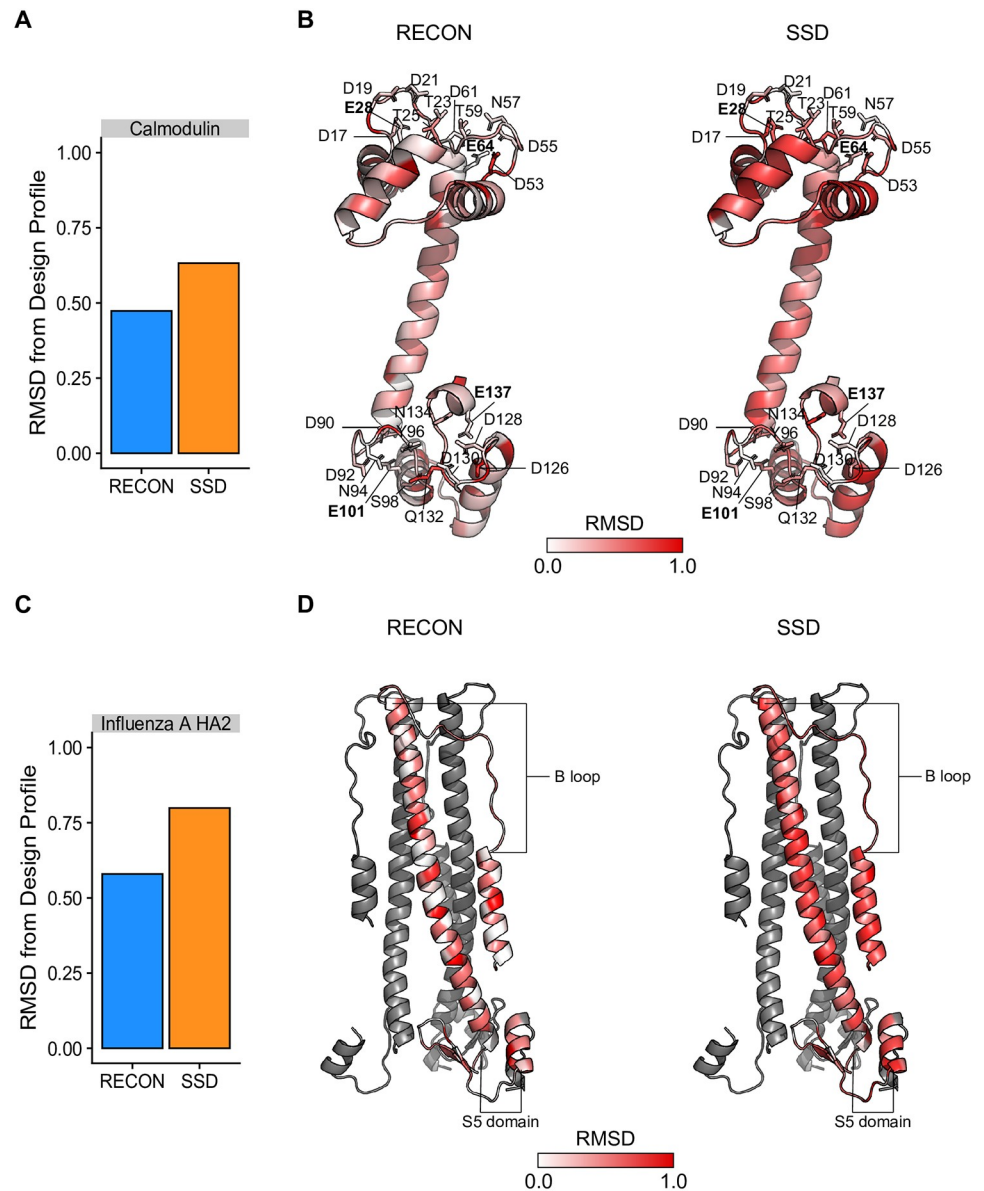 A
Calmodulin
RMSD from Design Profile
1.00
0.75
0.50
0.25
0.00
RECON
SSD
B
RECON
D19
D21
E28
T25
T23
D61
T59
N57
D17
E64
D55
D53
D90
N134
Y96
E137
D128
D130
D126
D92
N94
S98
E101
Q132
SSD
D19
D21
E28
T25
T23
D61
T59
N57
D17
E64
D55
D53
D90
N134
Y96
E137
D128
D130
D126
D92
N94
S98
E101
Q132
RMSD
0.0
1.0
C
Influenza A HA2
RMSD from Design Profile
1.00
0.75
0.50
0.25
0.00
RECON
SSD
D
RECON
B loop
S5 domain
SSD
B loop
S5 domain
RMSD
0.0
1.0